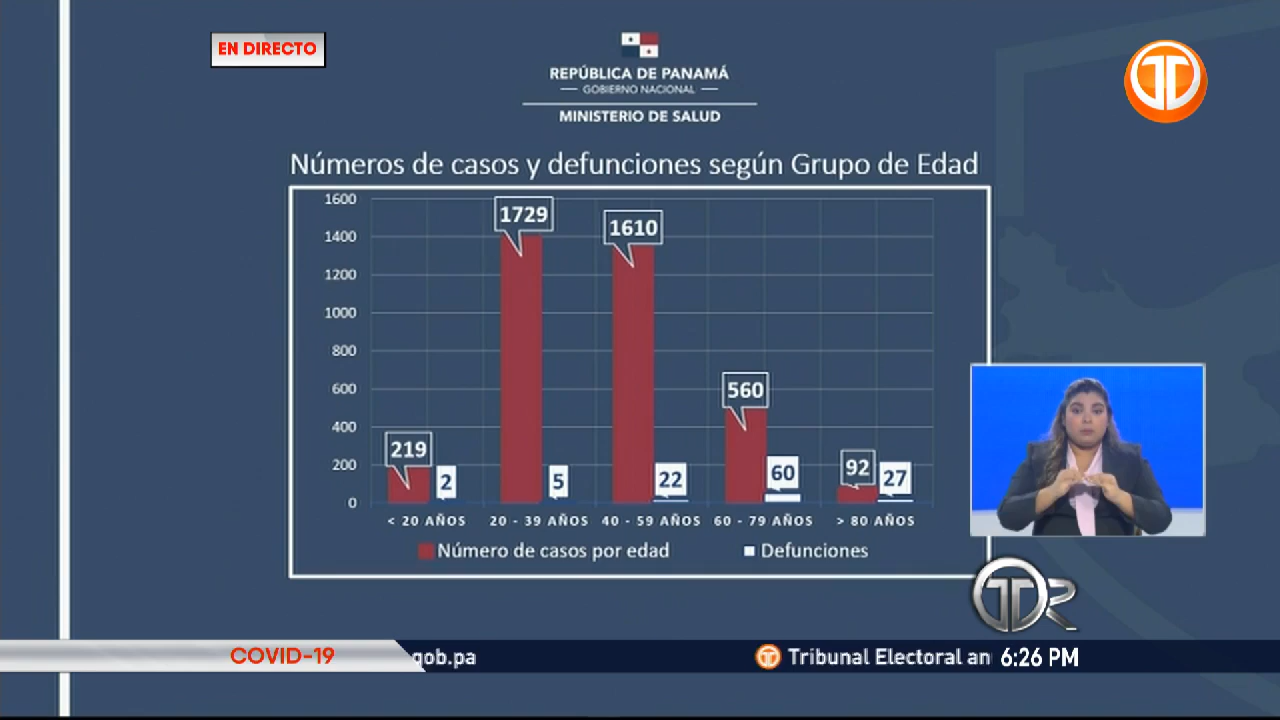 EN DIRECTO
REPÚBLICA DE PANAMÁ
— GOBIERNO NACIONAL —
MINISTERIO DE SALUD
Números de casos y defunciones según Grupo de Edad
1600
1400
1200
1000
800
600
400
200
0
219
2
1729
5
1610
22
560
60
92
27
< 20 AÑOS
20 - 39 AÑOS
40 - 59 AÑOS
60 - 79 AÑOS
> 80 AÑOS
Número de casos por edad
Defunciones
COVID-19
gob.pa
Tribunal Electoral an
6:26 PM